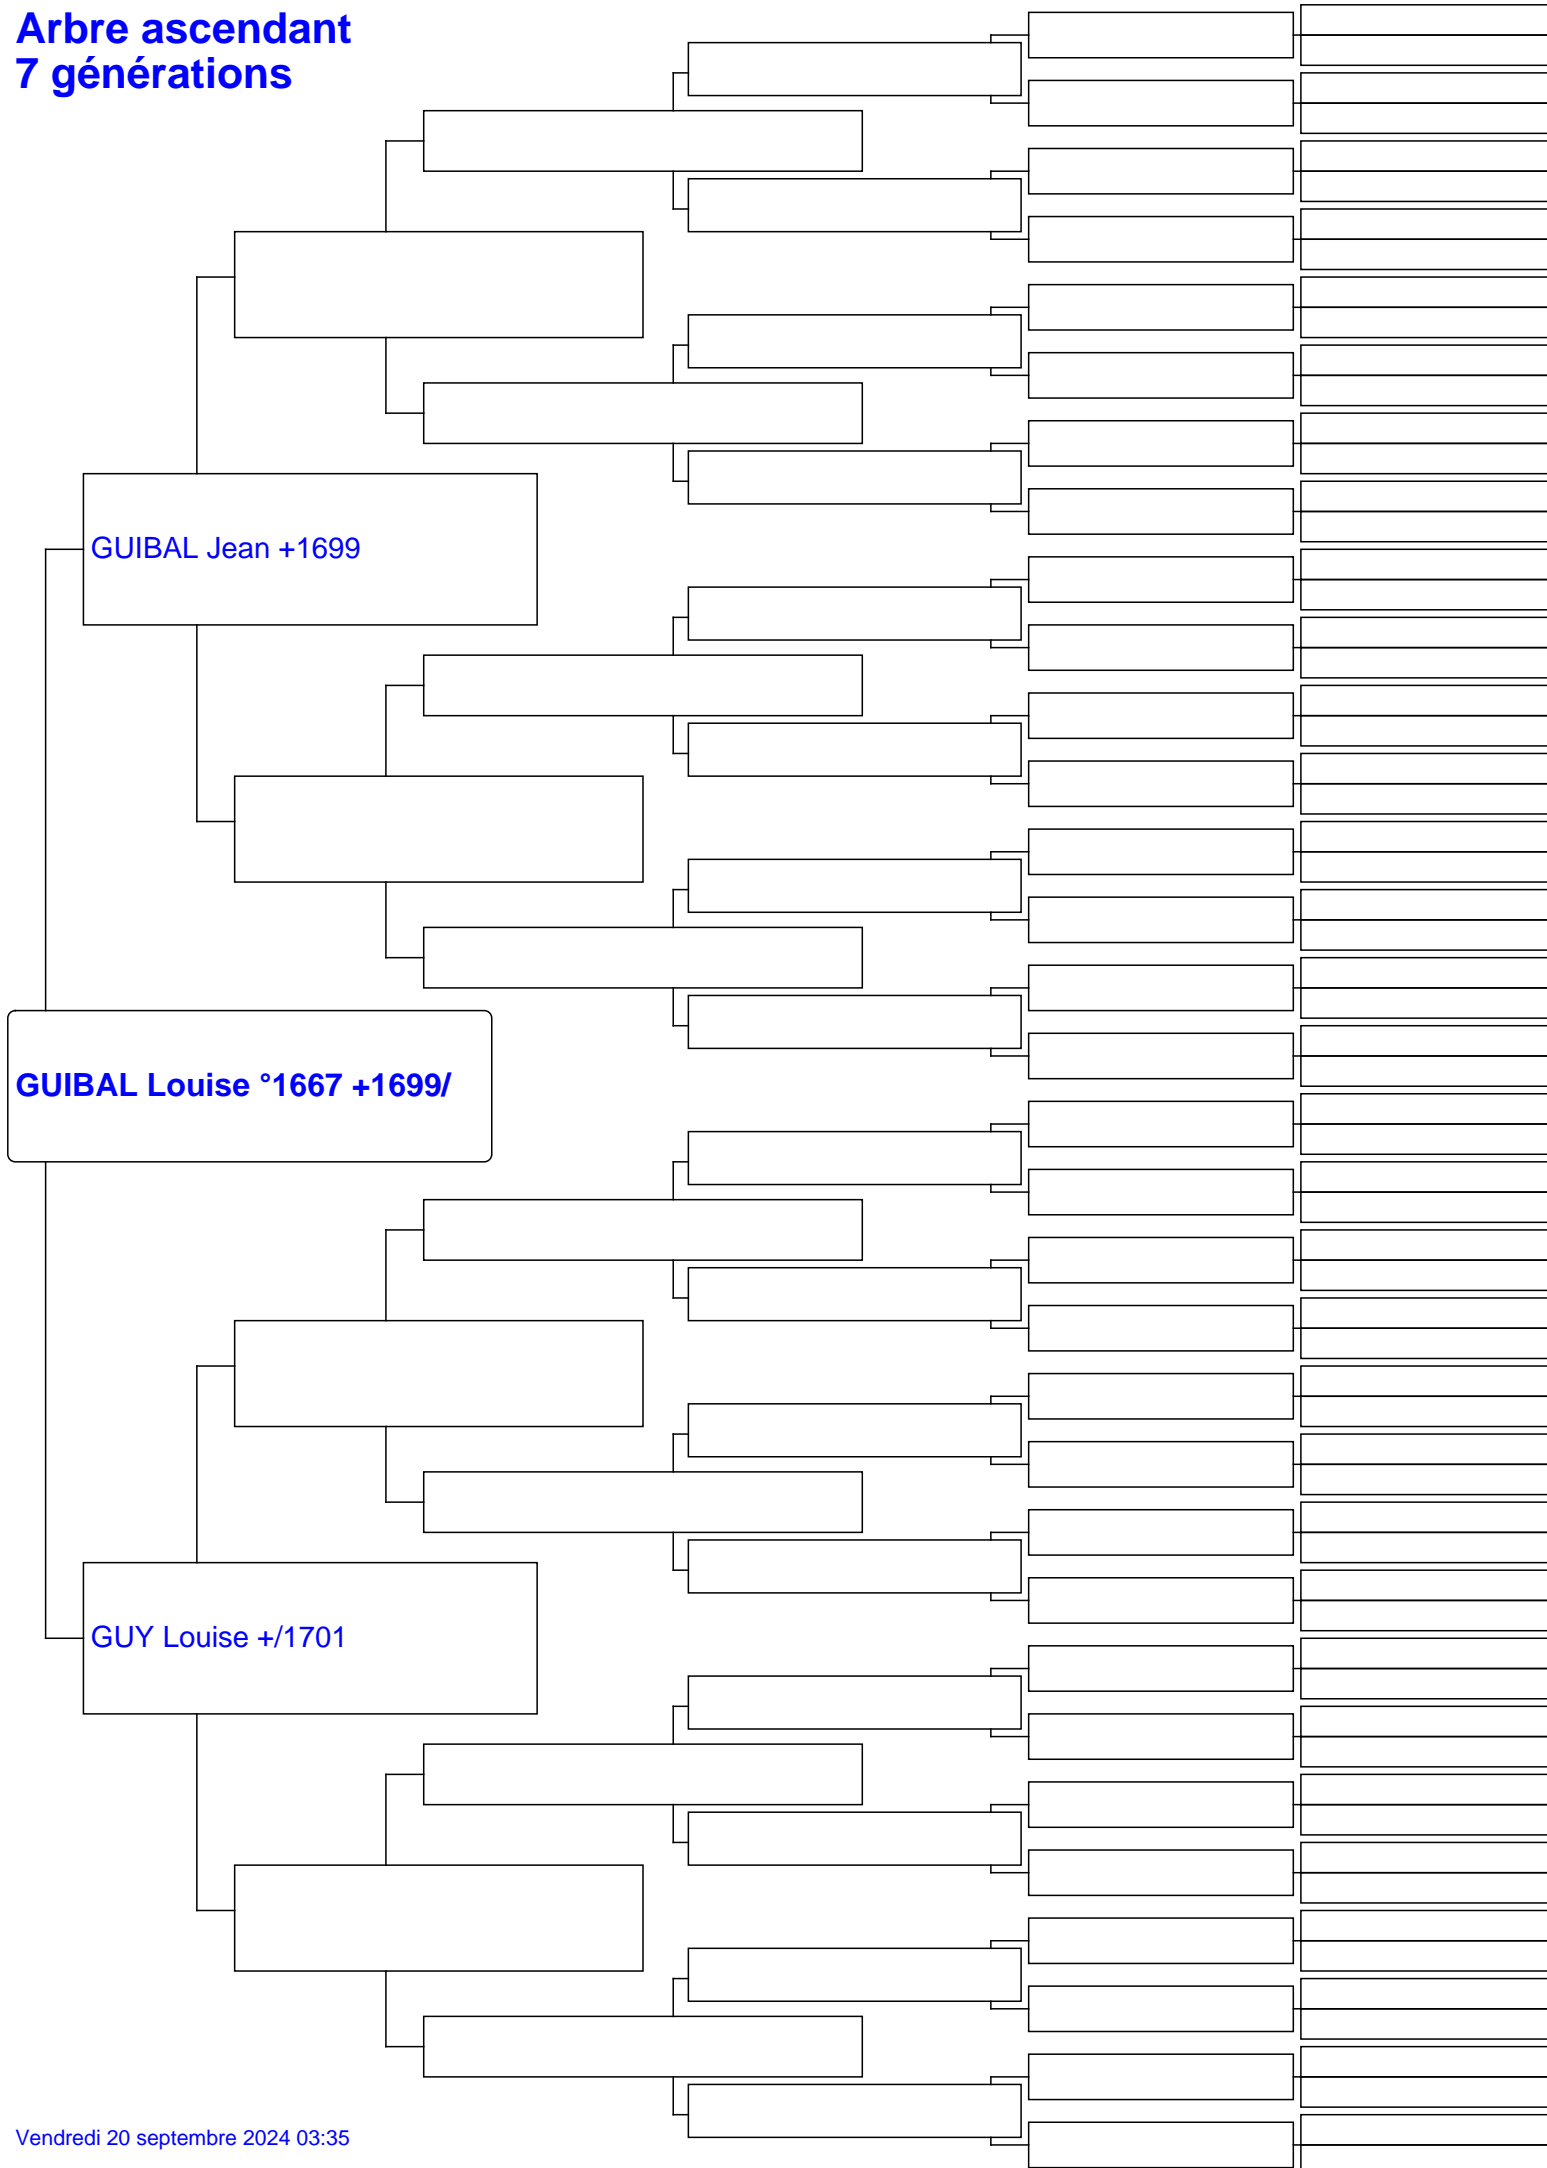 Arbre ascendant
7 générations
GUIBAL Jean +1699
GUIBAL Louise °1667 +1699/
GUY Louise +/1701
Vendredi 20 septembre 2024 03:35